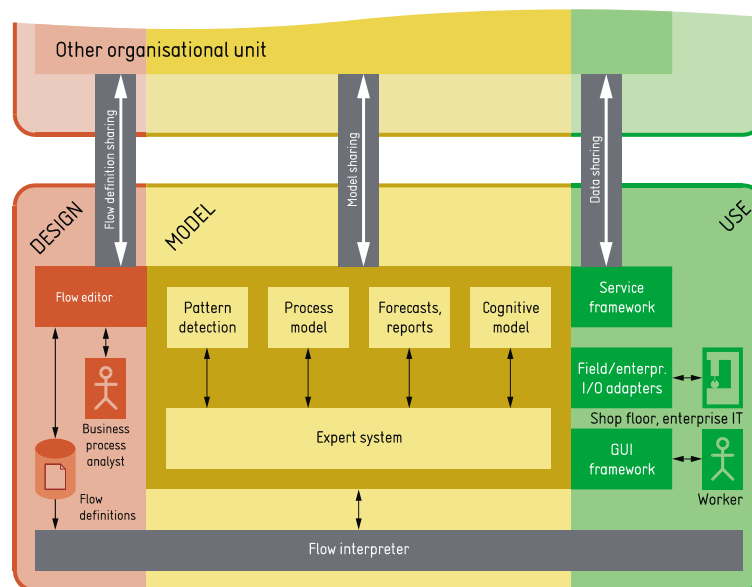 Other organisational unit
Flow definition sharing
Model sharing
Data sharing
DESIGN
MODEL
USE
Flow editor
Pattern
detection
Process
model
Forecasts,
reports
Cognitive
model
Service
framework
Field/enterpr.
I/O adapters
Shop floor, enterprise IT
Business
process
analyst
Expert system
GUI
framework
Worker
Flow
definitions
Flow interpreter